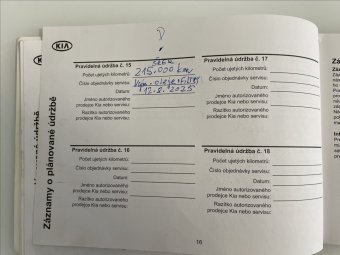 ?
KIA
Záznamy o plánované údržbě
Pravidelná údržba č. 15
Počet ujetých kilometrů: 215.000 km
Číslo objednávky servisu:
Datum: 12.8.2025
Jméno autorizovaného
prodejce Kia nebo servisu:
Razítko autorizovaného
prodejce Kia nebo servisu:
Pravidelná údržba č. 16
Počet ujetých kilometrů:
Číslo objednávky servisu:
Datum:
Jméno autorizovaného
prodejce Kia nebo servisu:
Razítko autorizovaného
prodejce Kia nebo servisu:
Pravidelná údržba č. 17
Počet ujetých kilometrů:
Číslo objednávky servisu:
Datum:
Jméno autorizovaného
prodejce Kia nebo servisu:
Razítko autorizovaného
prodejce Kia nebo servisu:
Pravidelná údržba č. 18
Počet ujetých kilometrů:
Číslo objednávky servisu:
Datum:
Jméno autorizovaného
prodejce Kia nebo servisu:
Razítko autorizovaného
prodejce Kia nebo servisu:
16